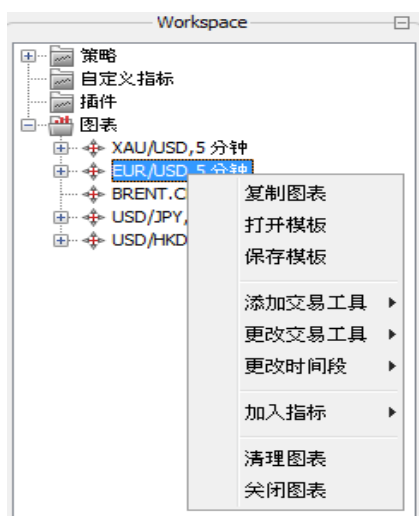 Workspace
策略
自定义指标
插件
图表
XAU/USD,5 分钟
EUR/USD,5 分钟
BRENT.C
USD/JPY,
USD/HKD
复制图表
打开模板
保存模板
添加交易工具
更改交易工具
更改时间段
加入指标
清理图表
关闭图表